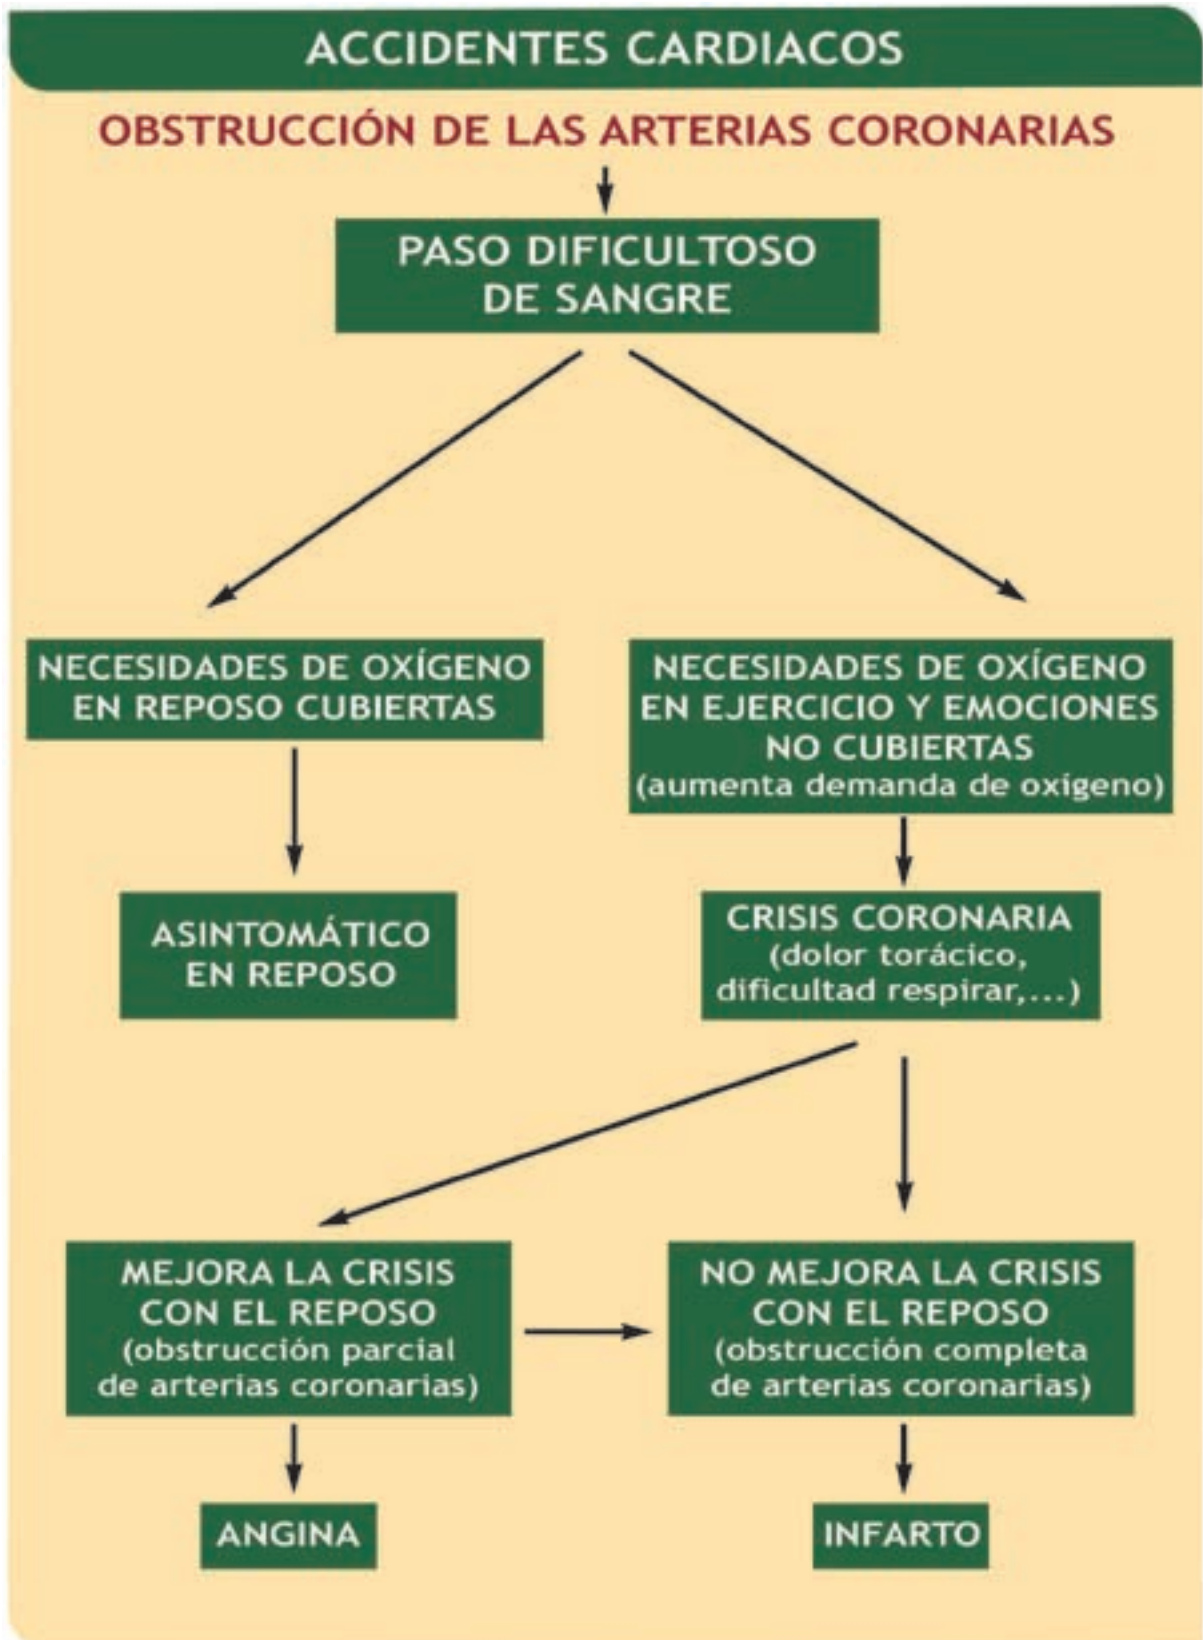 ACCIDENTES CARDIACOS
OBSTRUCCIÓN DE LAS ARTERIAS CORONARIAS
PASO DIFICULTOSO
DE SANGRE
NECESIDADES DE OXÍGENO
EN REPOSO CUBIERTAS
NECESIDADES DE OXÍGENO
EN EJERCICIO Y EMOCIONES
NO CUBIERTAS
(aumenta demanda de oxígeno)
ASINTOMÁTICO
EN REPOSO
CRISIS CORONARIA
(dolor torácico,
dificultad respirar,...)
MEJORA LA CRISIS
CON EL REPOSO
(obstrucción parcial
de arterias coronarias)
NO MEJORA LA CRISIS
CON EL REPOSO
(obstrucción completa
de arterias coronarias)
ANGINA
INFARTO